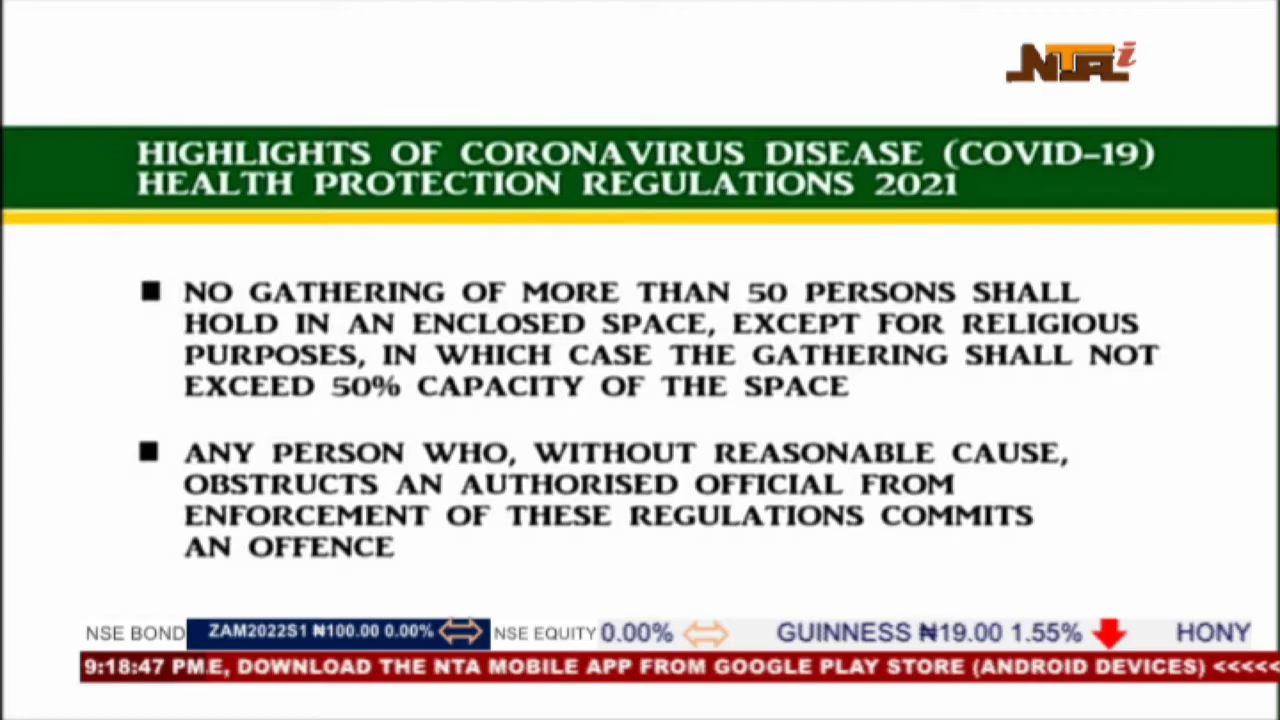 NTAi
HIGHLIGHTS OF CORONAVIRUS DISEASE (COVID-19)
HEALTH PROTECTION REGULATIONS 2021
■ NO GATHERING OF MORE THAN 50 PERSONS SHALL
HOLD IN AN ENCLOSED SPACE, EXCEPT FOR RELIGIOUS
PURPOSES, IN WHICH CASE THE GATHERING SHALL NOT
EXCEED 50% CAPACITY OF THE SPACE
■ ANY PERSON WHO, WITHOUT REASONABLE CAUSE,
OBSTRUCTS AN AUTHORISED OFFICIAL FROM
ENFORCEMENT OF THESE REGULATIONS COMMITS
AN OFFENCE
NSE BOND ZAM2022S1 ₦100.00 0.00% NSE EQUITY 0.00% GUINNESS ₦19.00 1.55% HONY
9:18:47 PM E, DOWNLOAD THE NTA MOBILE APP FROM GOOGLE PLAY STORE (ANDROID DEVICES) <<<<<